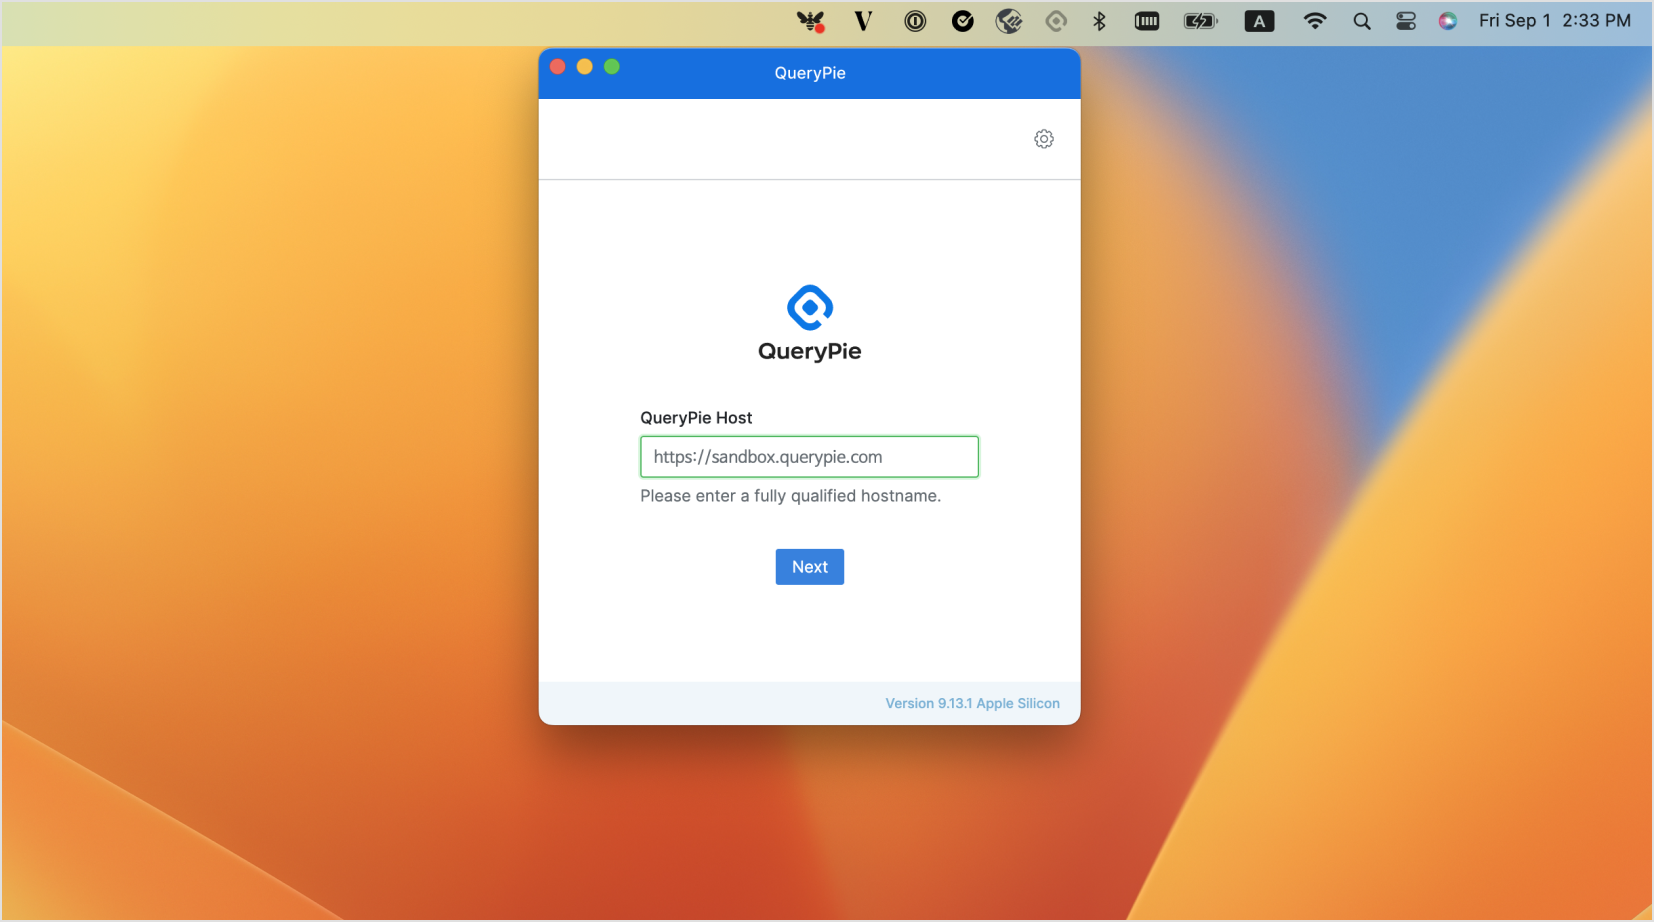 V A Fri Sep 1 2:33 PM
QueryPie
QueryPie
QueryPie Host
https://sandbox.querypie.com
Please enter a fully qualified hostname.
Next
Version 9.13.1 Apple Silicon